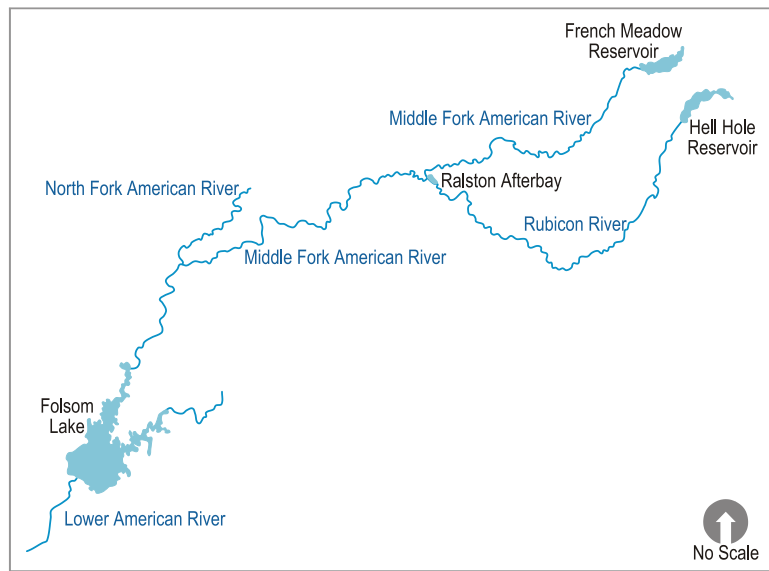 French Meadow
Reservoir
Middle Fork American River
Hell Hole
Reservoir
North Fork American River
Ralston Afterbay
Rubicon River
Middle Fork American River
Folsom
Lake
Lower American River
No Scale